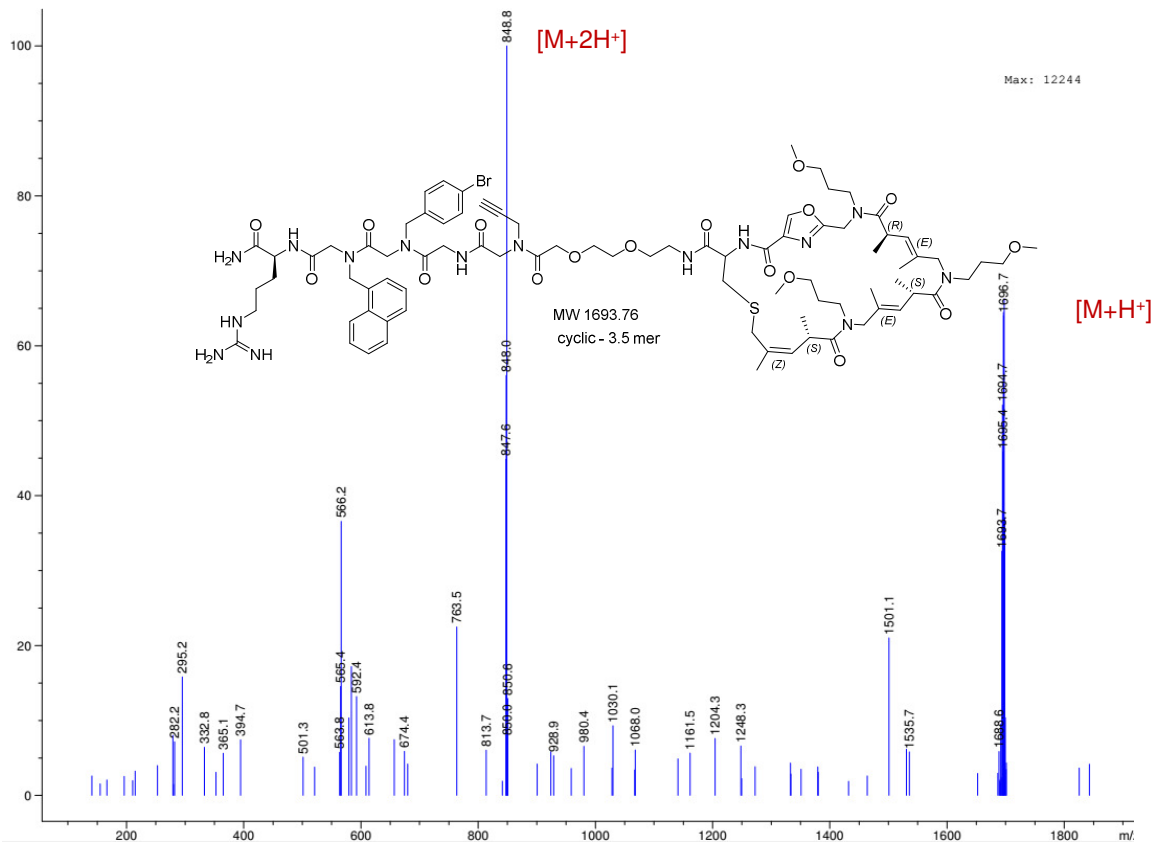 848.8
[M+2H⁺]
100
Max: 12244
O
Br
O
(R)
80
O
O
O
N
O
(E)
O
H
N
O
N
H
N
N
O
O
O
N
H
O
H
N
N
O
H₂N
N
O
N
H
O
O
O
N
(S)
1696.7
[M+H⁺]
O
S
N
(E)
O
HN
MW 1693.76
cyclic - 3.5 mer
(S)
O
(Z)
H₂N
NH
60
848.0
1694.7
847.6
1695.4
40
566.2
1693.7
763.5
1501.1
20
295.2
565.4
592.4
850.6
850.0
282.2
332.8
365.1
394.7
501.3
563.8
613.8
674.4
813.7
928.9
980.4
1030.1
1068.0
1161.5
1204.3
1248.3
1535.7
1688.6
0
200
400
600
800
1000
1200
1400
1600
1800
m/